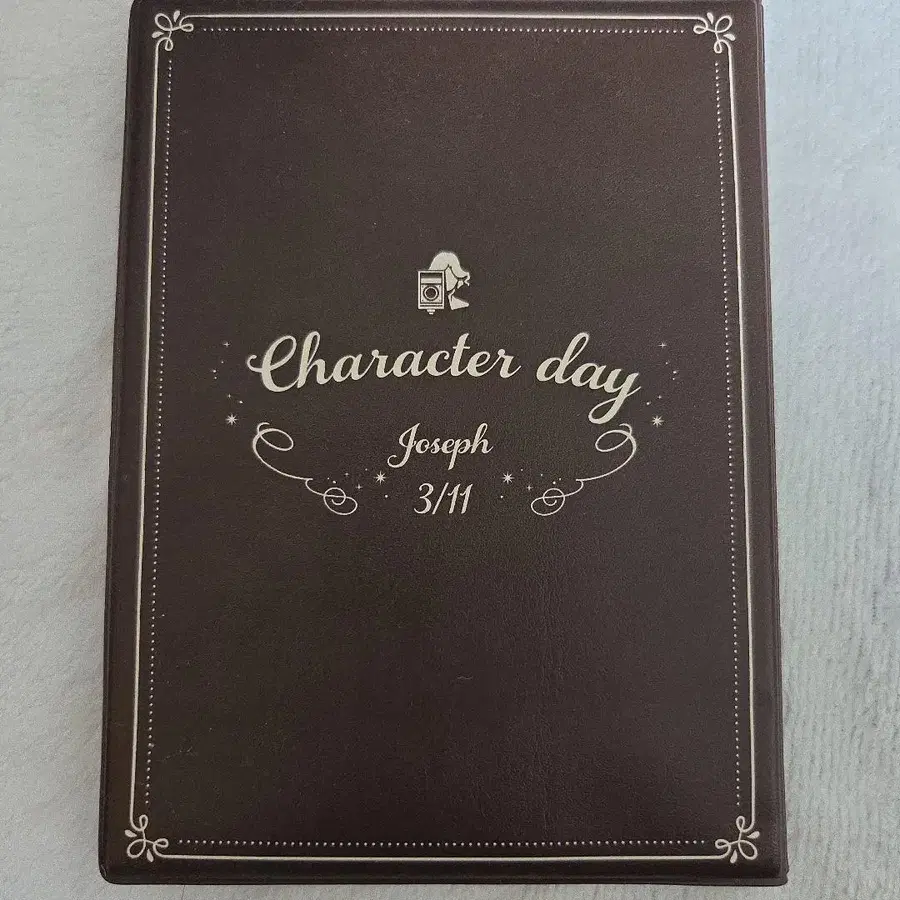 Character day
Joseph
3/11